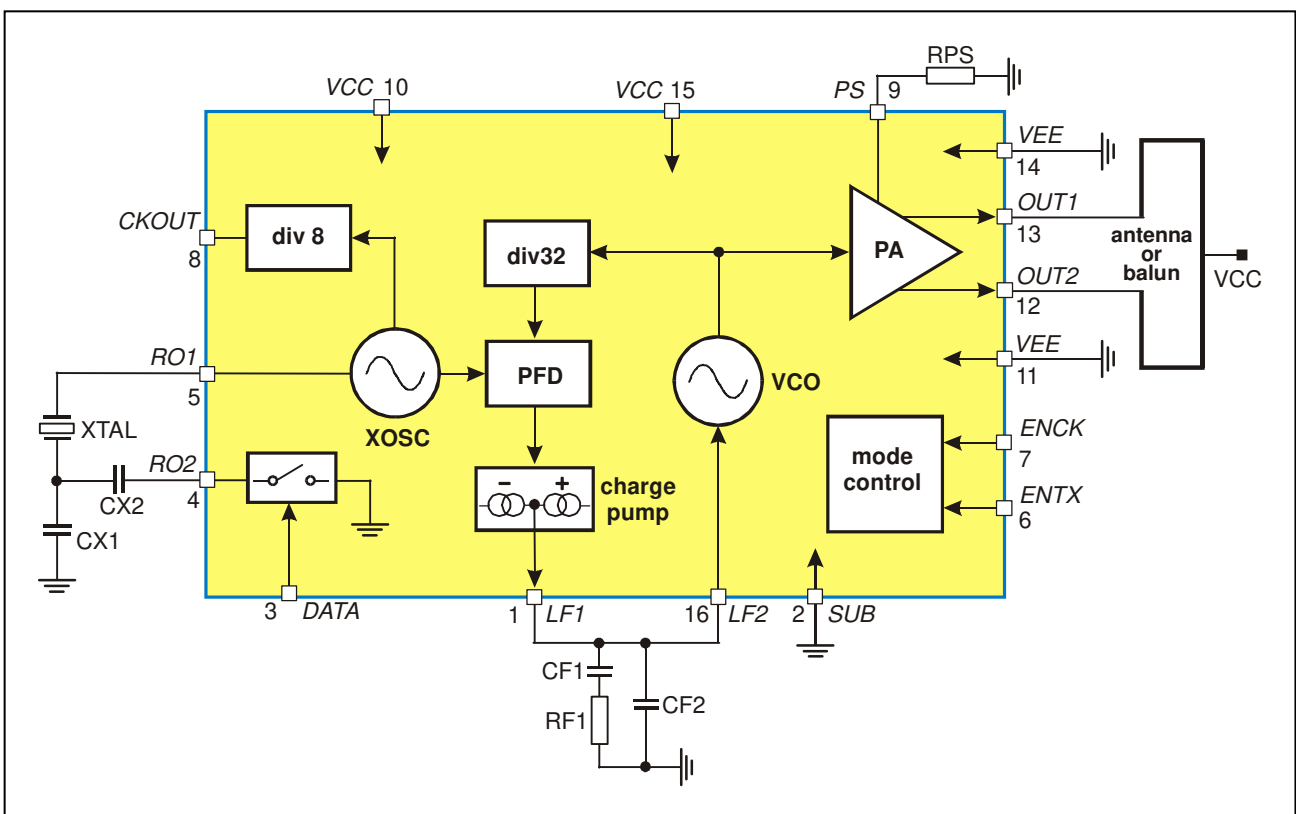 RPS
VCC 10
VCC 15
PS
9
VEE
14
CKOUT
8
div 8
div32
PA
OUT1
13
antenna
or
balun
VCC
OUT2
12
RO1
5
PFD
VCO
VEE
11
XTAL
XOSC
RO2
4
CX2
CX1
– +
charge
pump
mode
control
ENCK
7
ENTX
6
3 DATA
1 LF1
16 LF2
2 SUB
CF1
RF1
CF2